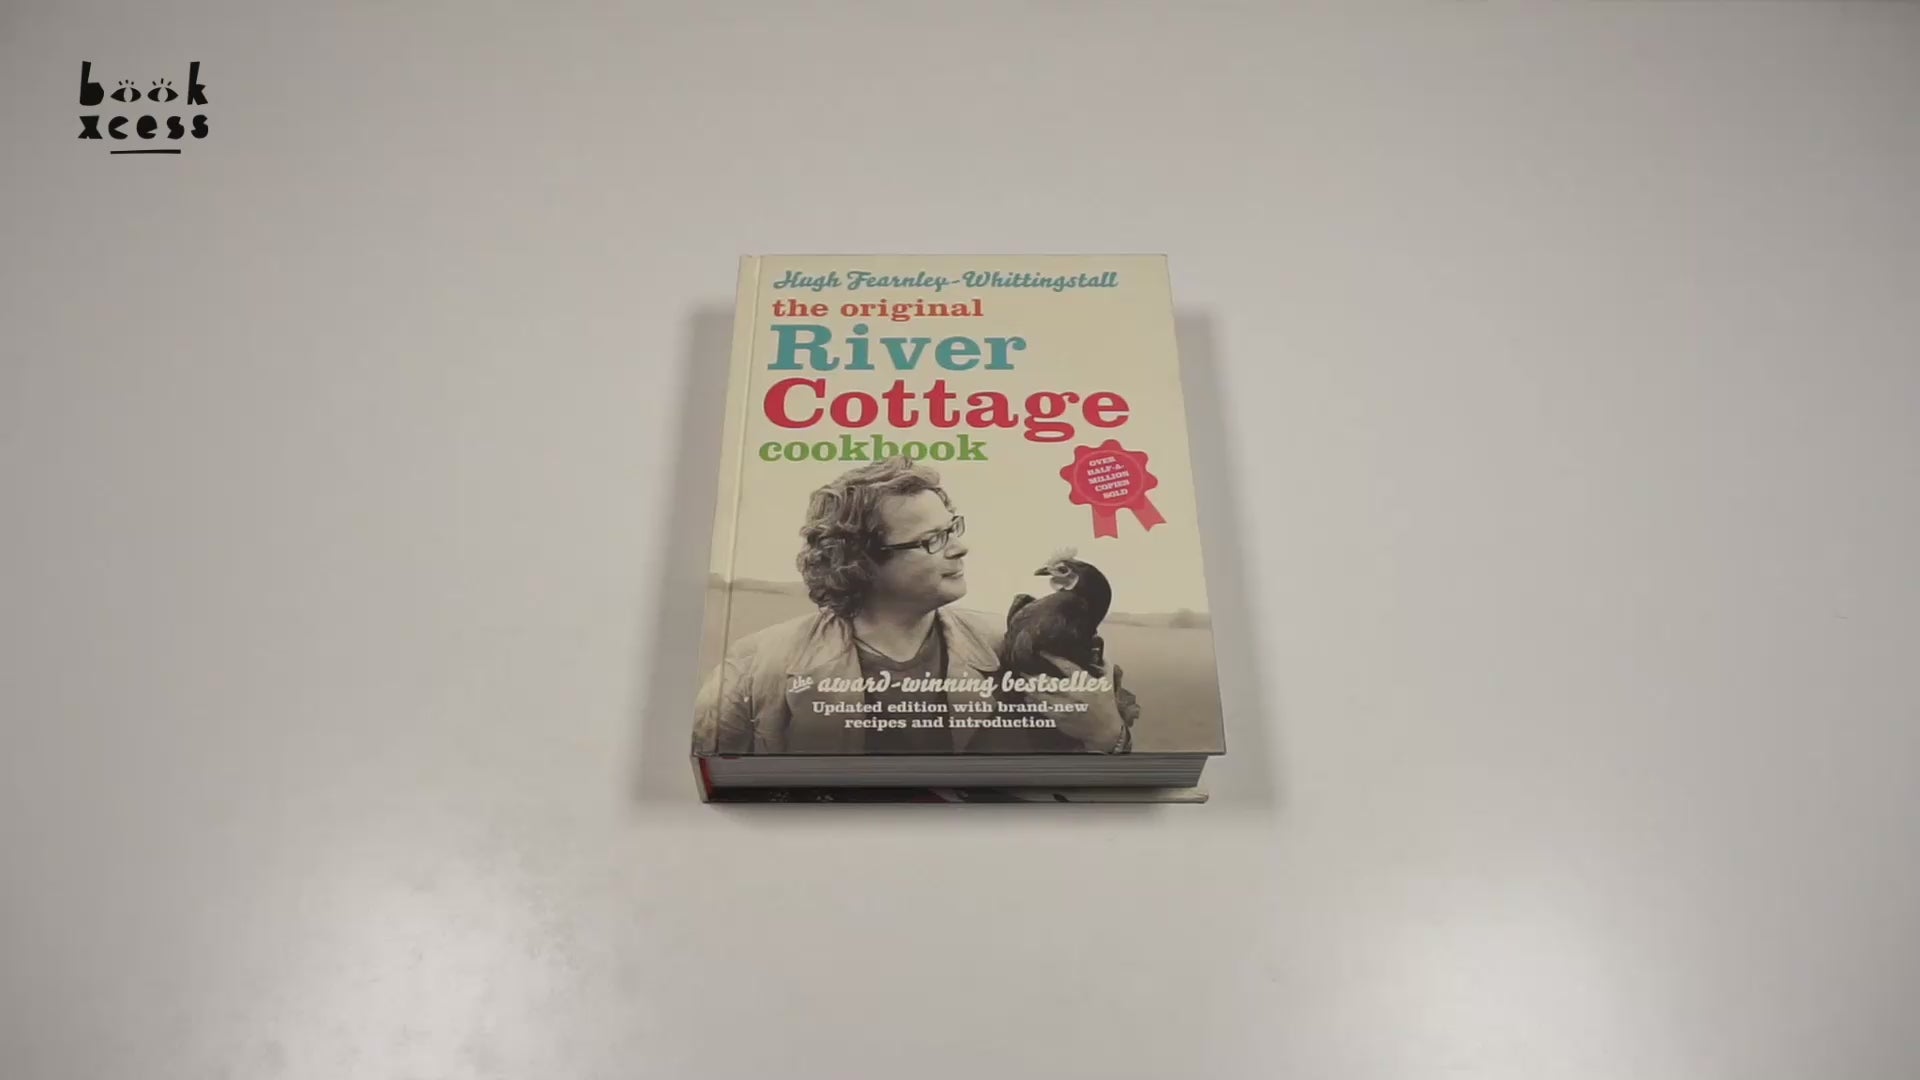 book
xcess
Hugh Fearnley-Whittingstall
the original
River
Cottage
cookbook
OVER
HALF-A-
MILLION
COPIES
SOLD
the award-winning bestseller
Updated edition with brand-new
recipes and introduction